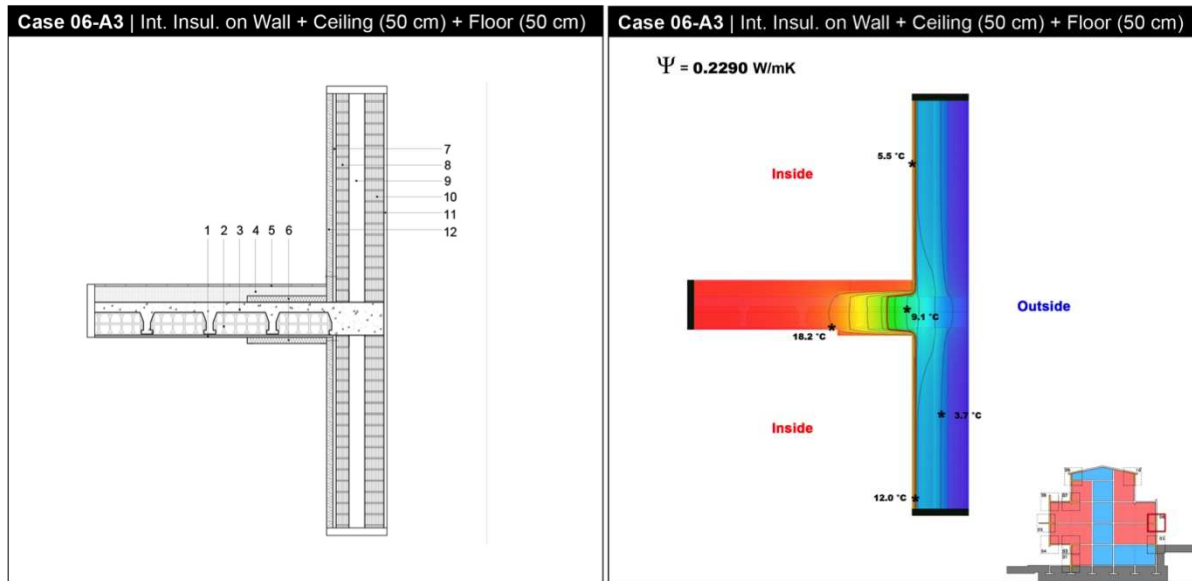 Case 06-A3 | Int. Insul. on Wall + Ceiling (50 cm) + Floor (50 cm)
7
8
9
10
11
12
1 2 3 4 5 6
Case 06-A3 | Int. Insul. on Wall + Ceiling (50 cm) + Floor (50 cm)
Ψ = 0.2290 W/mK
5.5 °C
Inside
Outside
9.1 °C
18.2 °C
3.7 °C
Inside
12.0 °C